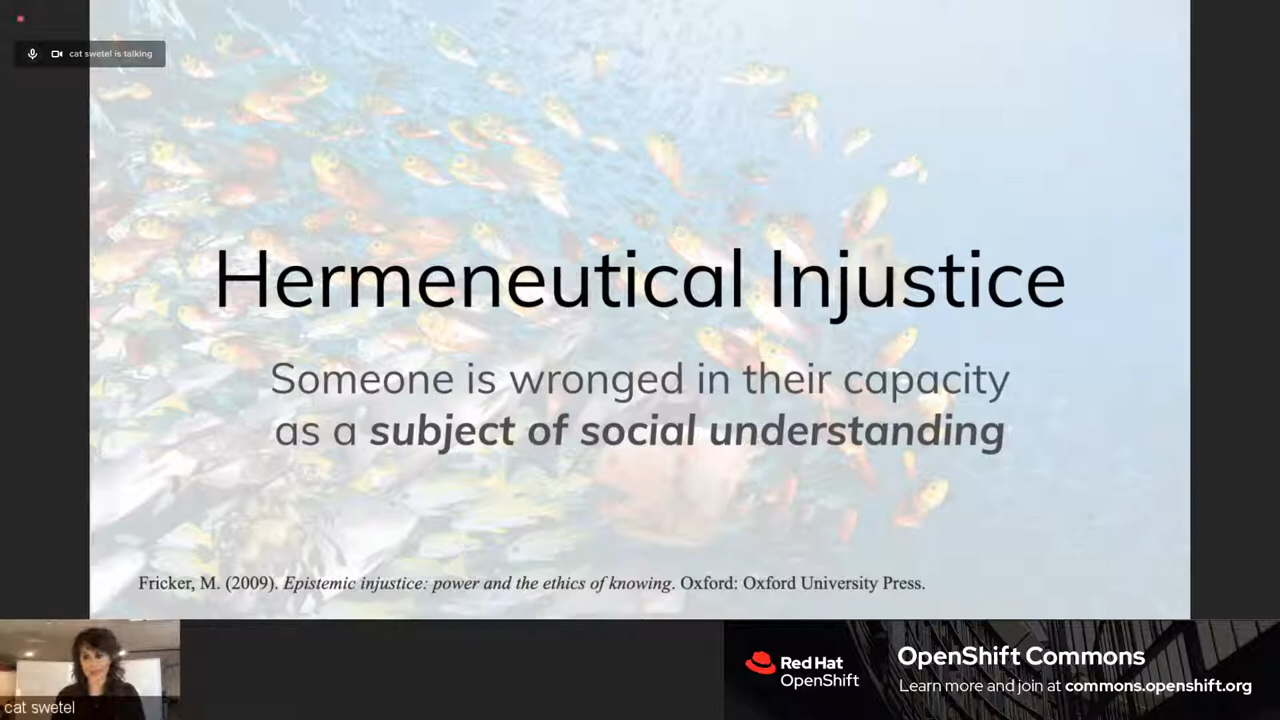 cat swetel is talking
Hermeneutical Injustice
Someone is wronged in their capacity
as a subject of social understanding
Fricker, M. (2009). Epistemic injustice: power and the ethics of knowing. Oxford: Oxford University Press.
cat swetel
Red Hat
OpenShift
OpenShift Commons
Learn more and join at commons.openshift.org